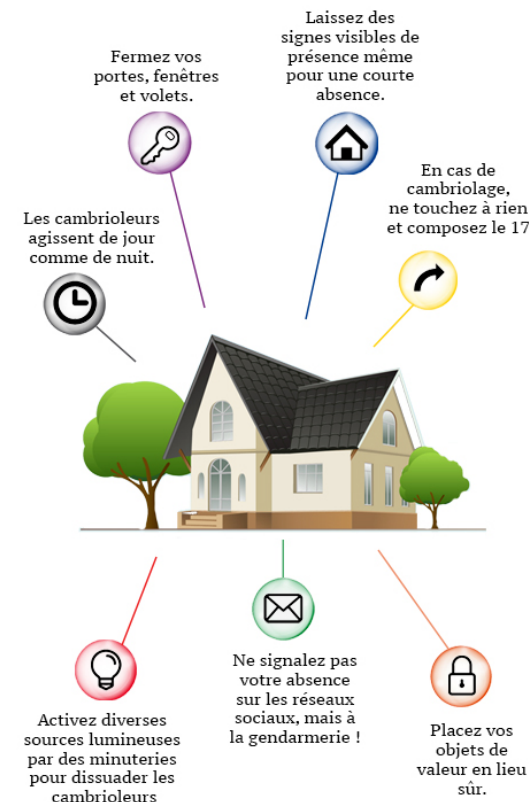 Laissez des
signes visibles de
présence même
pour une courte
absence.
Fermez vos
portes, fenêtres
et volets.
En cas de
cambriolage,
ne touchez à rien
et composez le 17
Les cambrioleurs
agissent de jour
comme de nuit.
Ne signalez pas
votre absence
sur les réseaux
sociaux, mais à
la gendarmerie !
Activez diverses
sources lumineuses
par des minuteries
pour dissuader les
cambrioleurs
Placez vos
objets de
valeur en lieu
sûr.